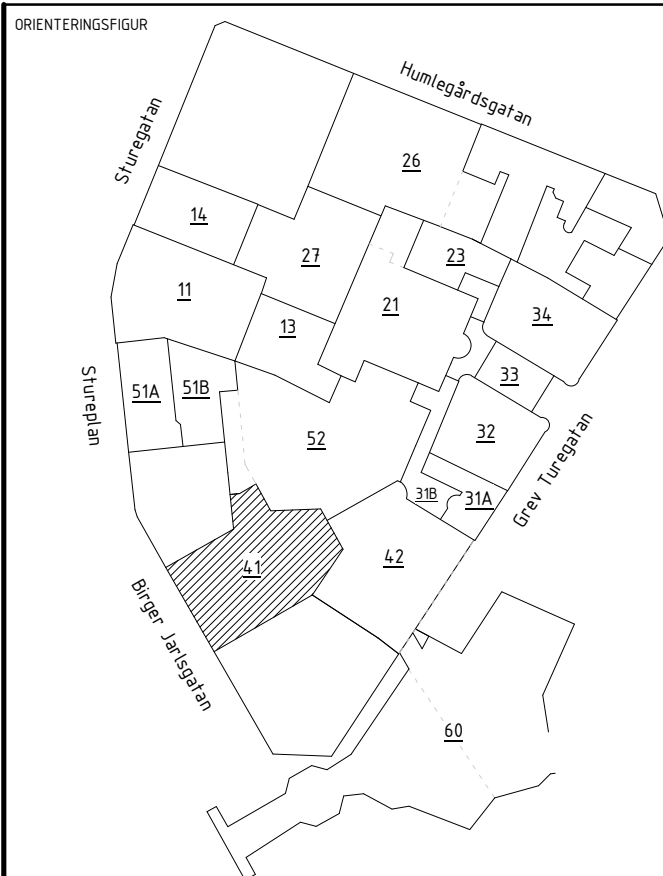 ORIENTERINGSFIGUR
Humlegårdsgatan
Sturegatan
26
14
23
27
11
21
34
13
33
51A
51B
Stureplan
32
52
31B
31A
Grev Turegatan
41
42
Birger Jarlsgatan
60